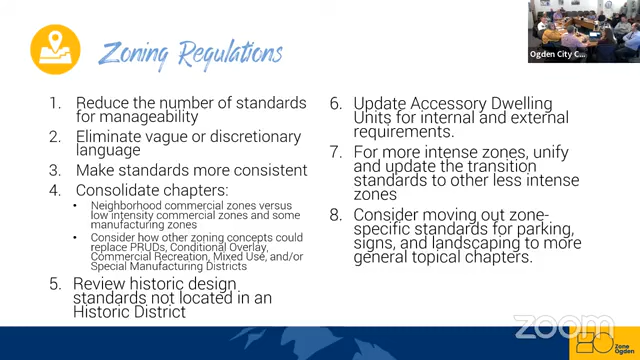 Zoning Regulations
1. Reduce the number of standards
for manageability
2. Eliminate vague or discretionary
language
3. Make standards more consistent
4. Consolidate chapters:
• Neighborhood commercial zones versus
low intensity commercial zones and some
manufacturing zones
• Consider how other zoning concepts could
replace PRUDs, Conditional Overlay,
Commercial Recreation, Mixed Use, and/or
Special Manufacturing Districts
5. Review historic design
standards not located in an
Historic District
6. Update Accessory Dwelling
Units for internal and external
requirements.
7. For more intense zones, unify
and update the transition
standards to other less intense
zones
8. Consider moving out zone-
specific standards for parking,
signs, and landscaping to more
general topical chapters.
Ogden City C...
zoom
Zone
Ogden